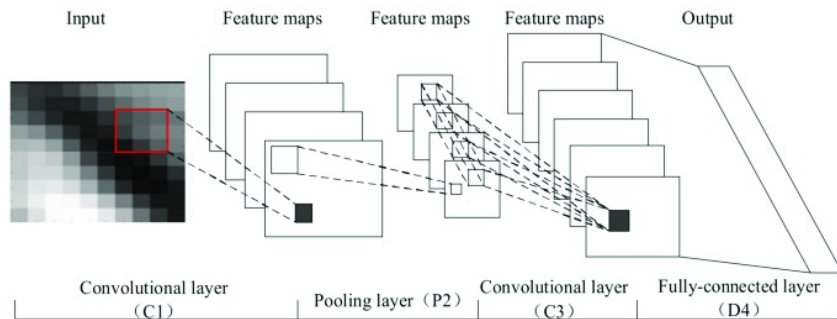 Input
Feature maps
Feature maps
Feature maps
Output
Convolutional layer
(C1)
Pooling layer (P2)
Convolutional layer
(C3)
Fully-connected layer
(D4)